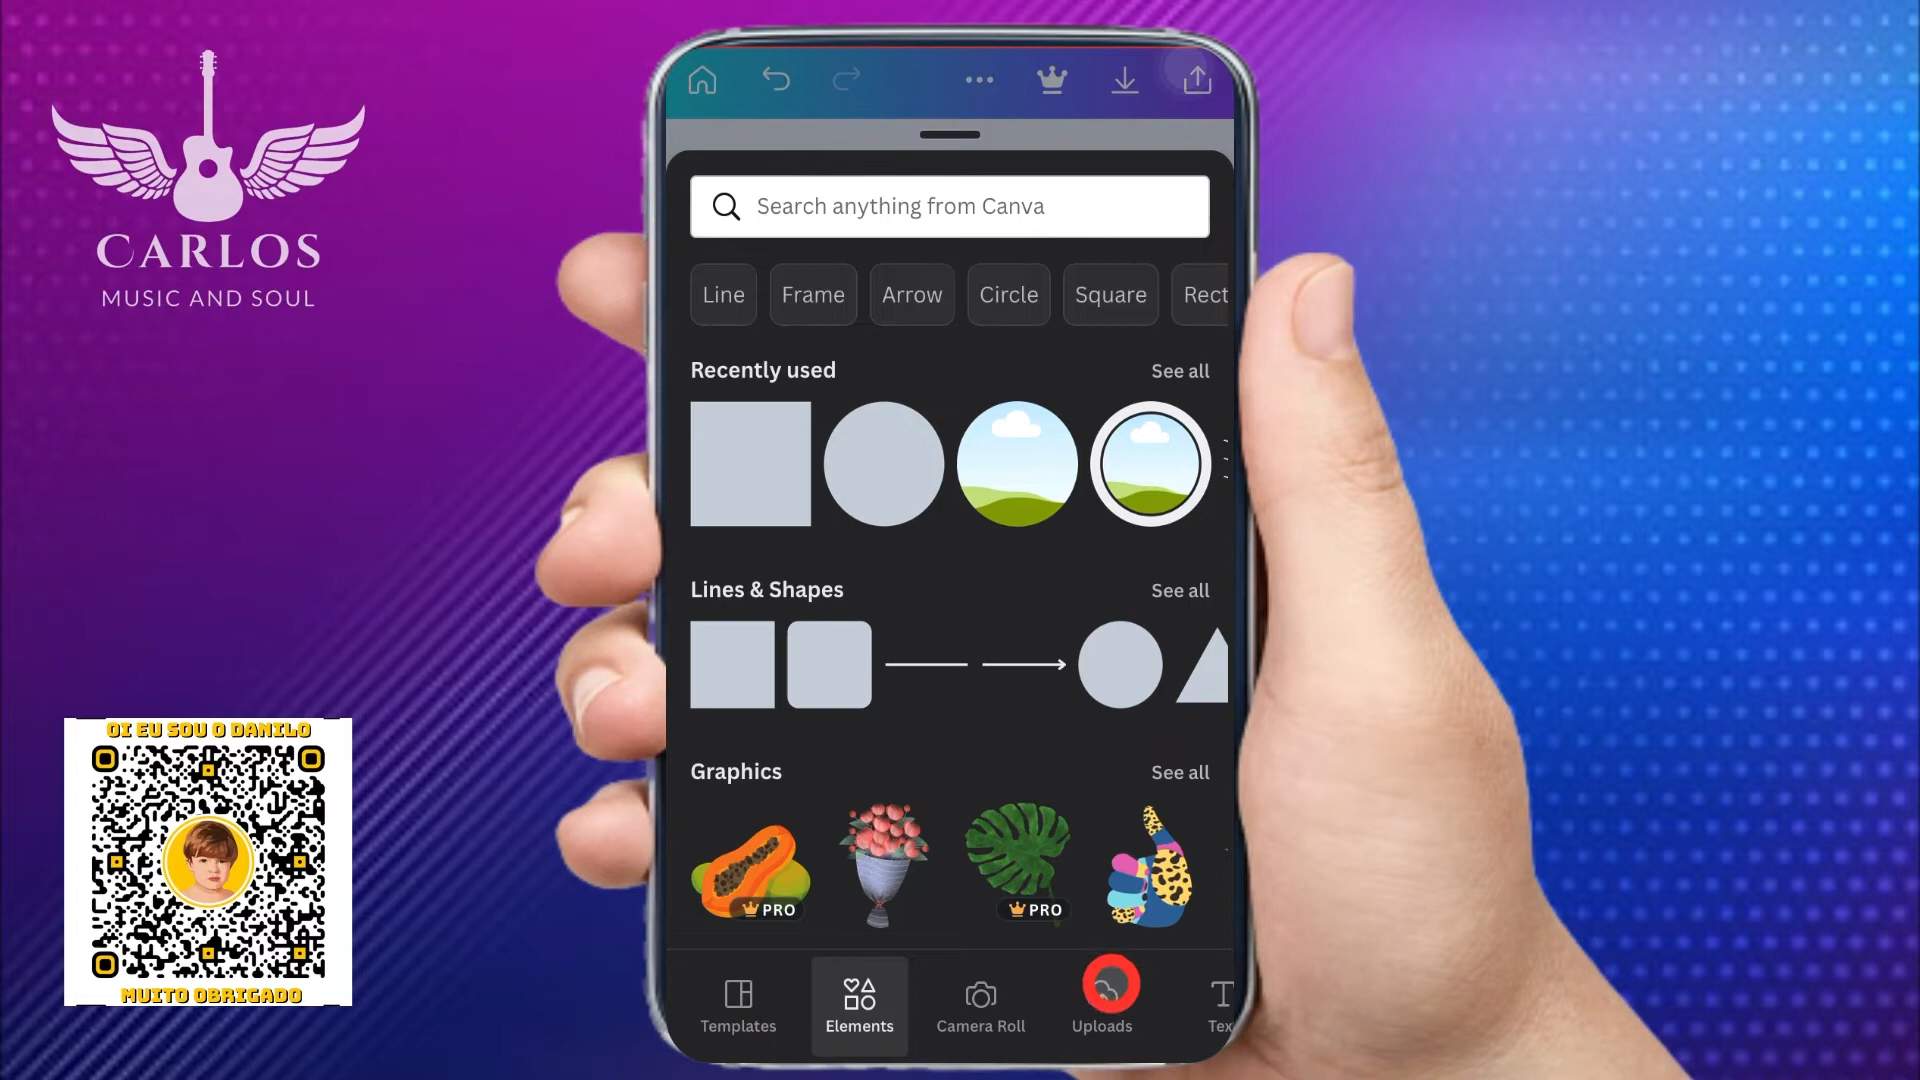 CARLOS
MUSIC AND SOUL
Search anything from Canva
Line
Frame
Arrow
Circle
Square
Rect
Recently used
See all
Lines & Shapes
See all
Graphics
See all
PRO
PRO
Templates
Elements
Camera Roll
Uploads
Tex
OI EU SOU O DANILO
MUITO OBRIGADO